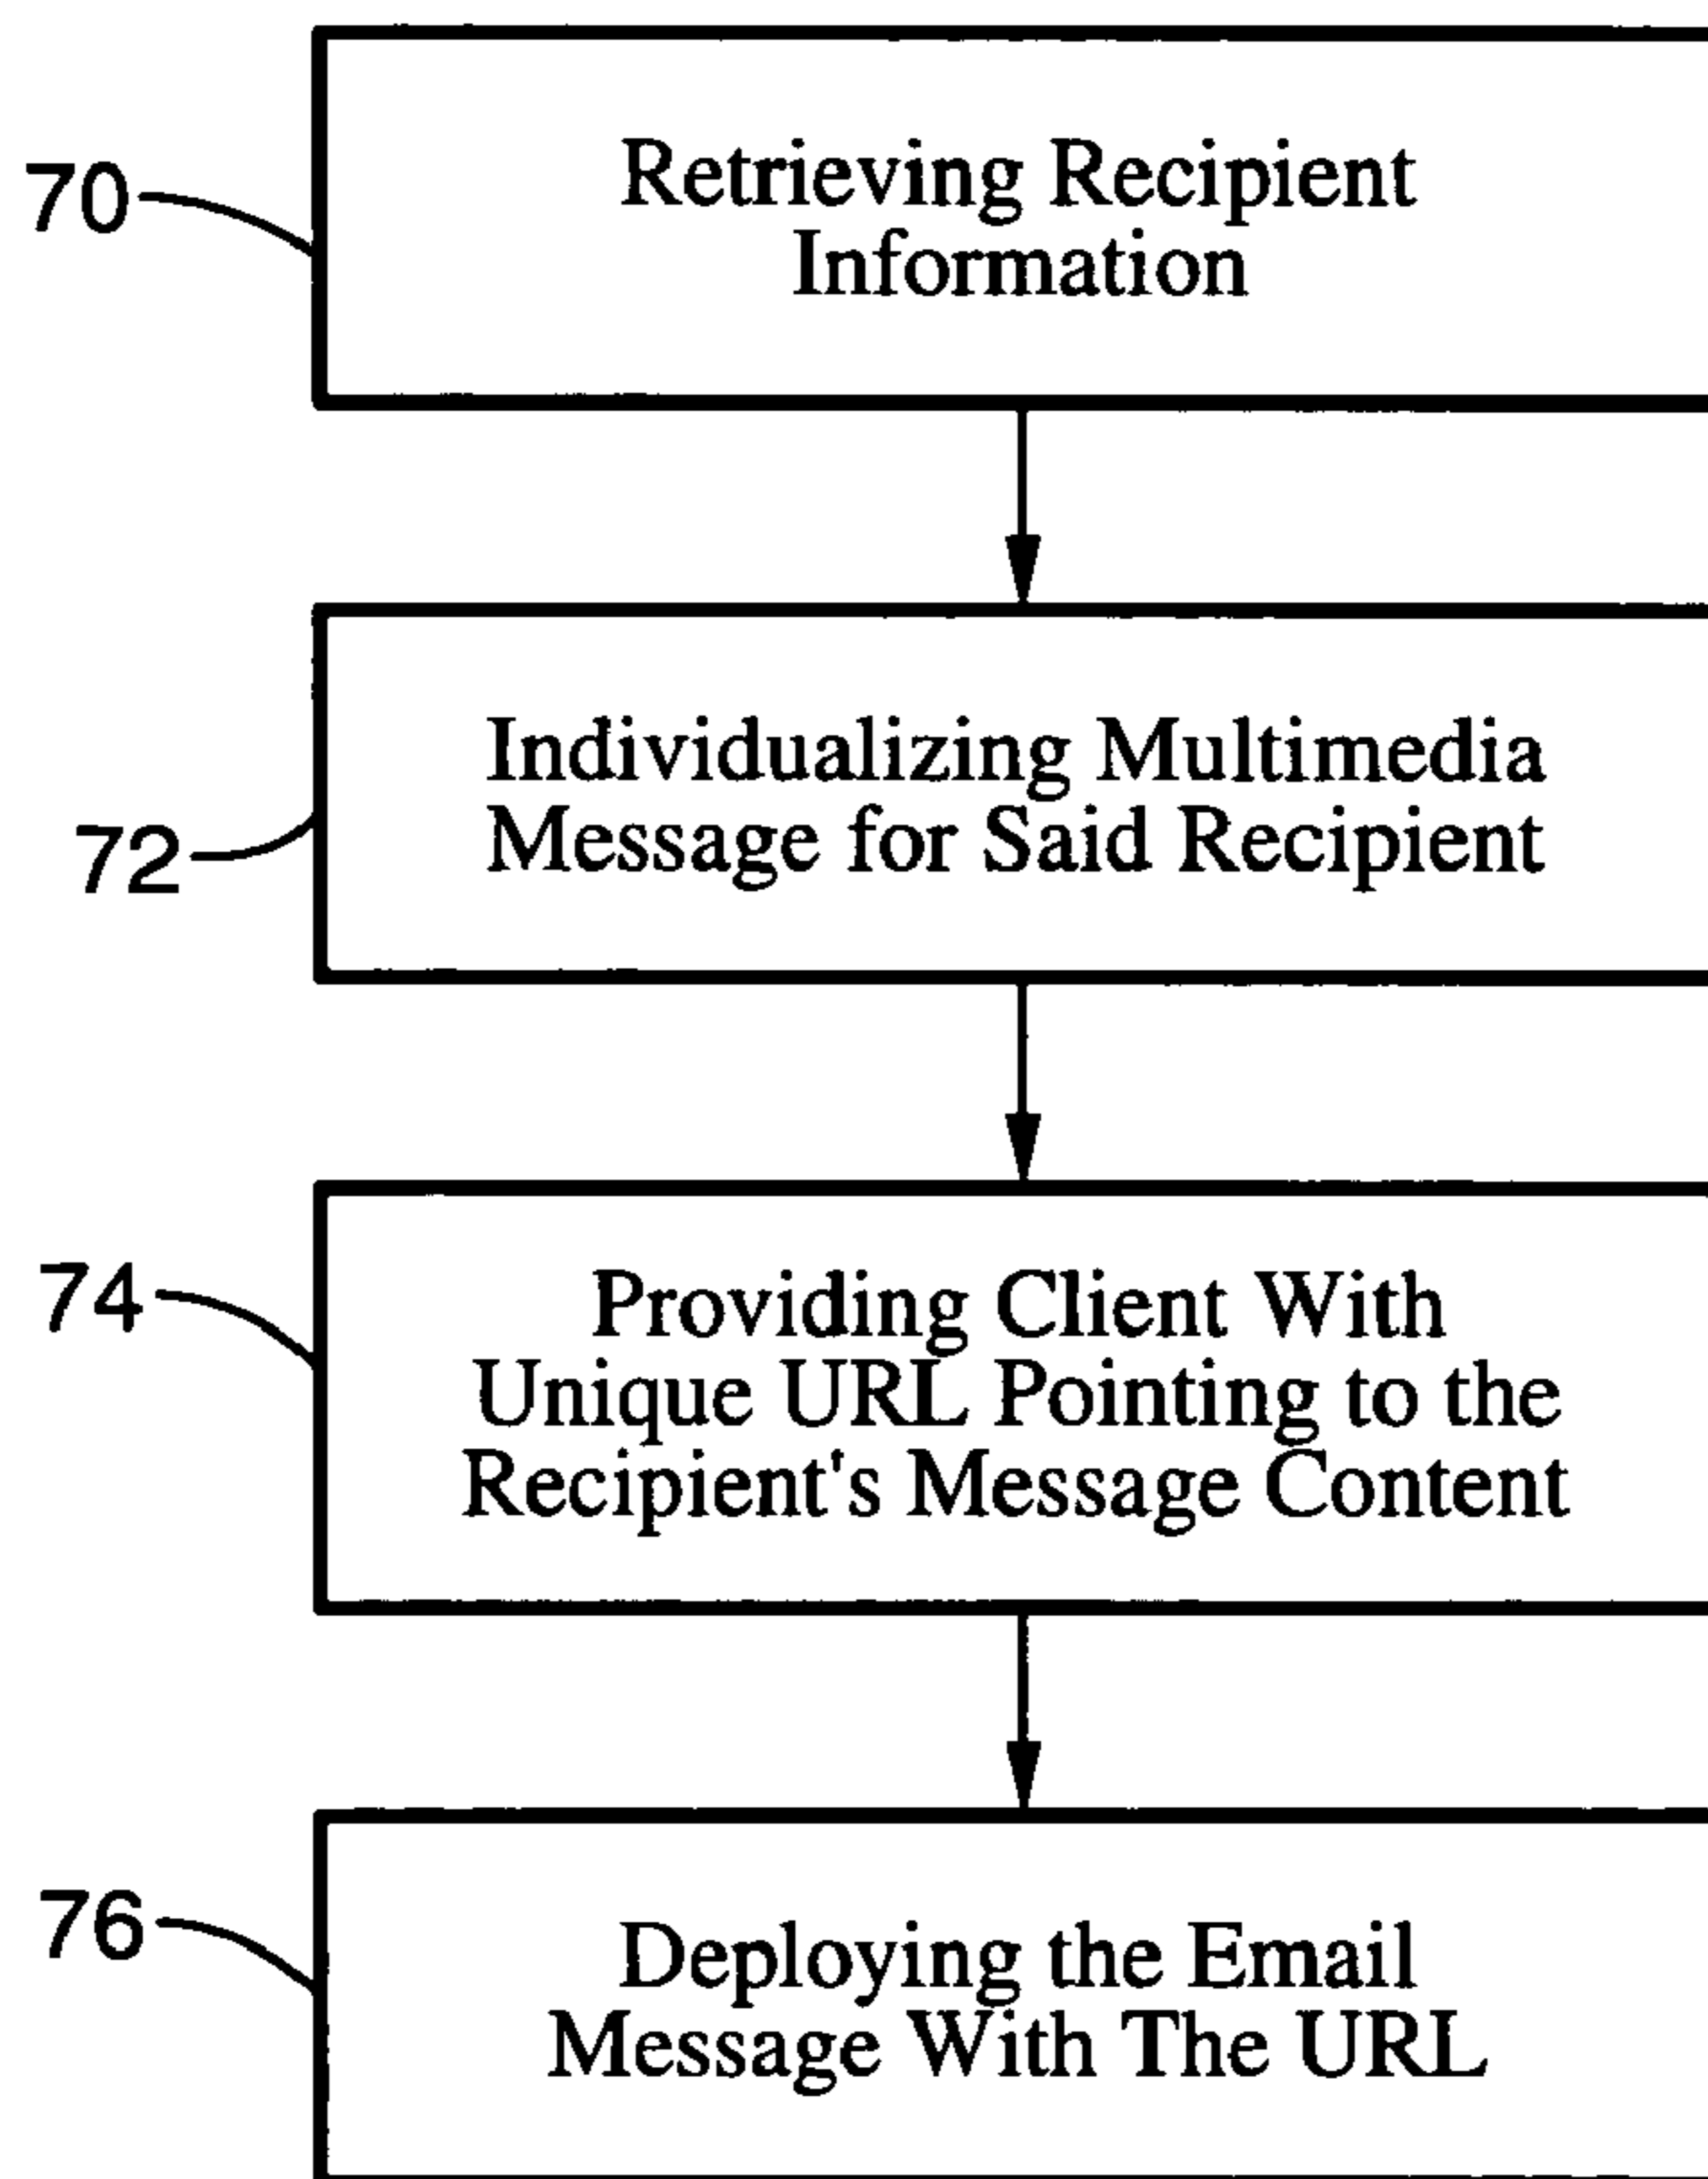 70
Retrieving Recipient
Information
72
Individualizing Multimedia
Message for Said Recipient
74
Providing Client With
Unique URL Pointing to the
Recipient's Message Content
76
Deploying the Email
Message With The URL